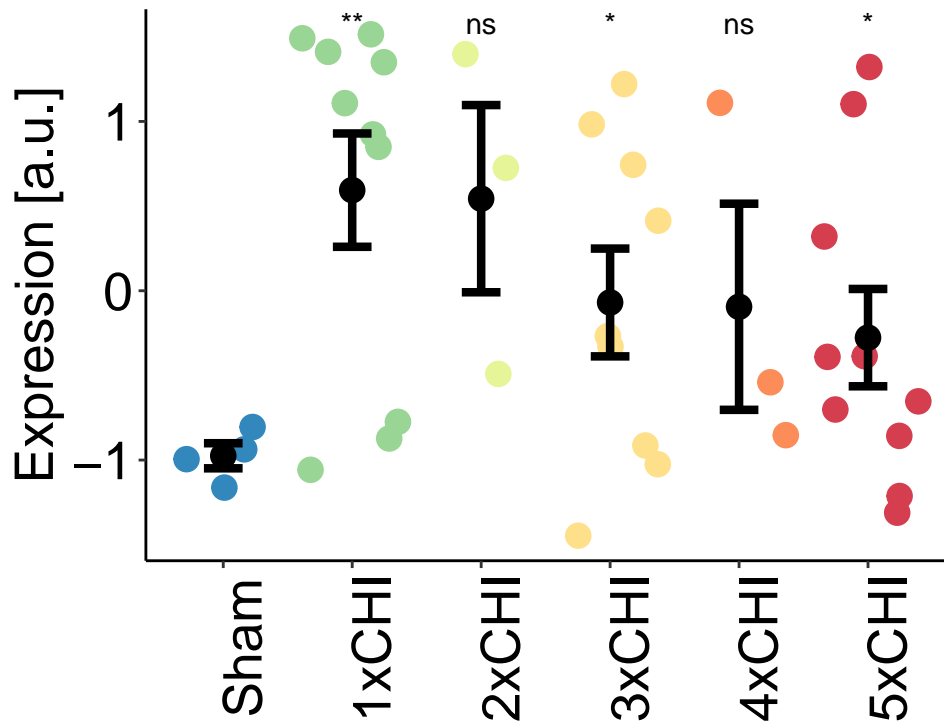 ** ns * ns *
Expression [a.u.]
1
0
−1
Sham 1xCHI 2xCHI 3xCHI 4xCHI 5xCHI